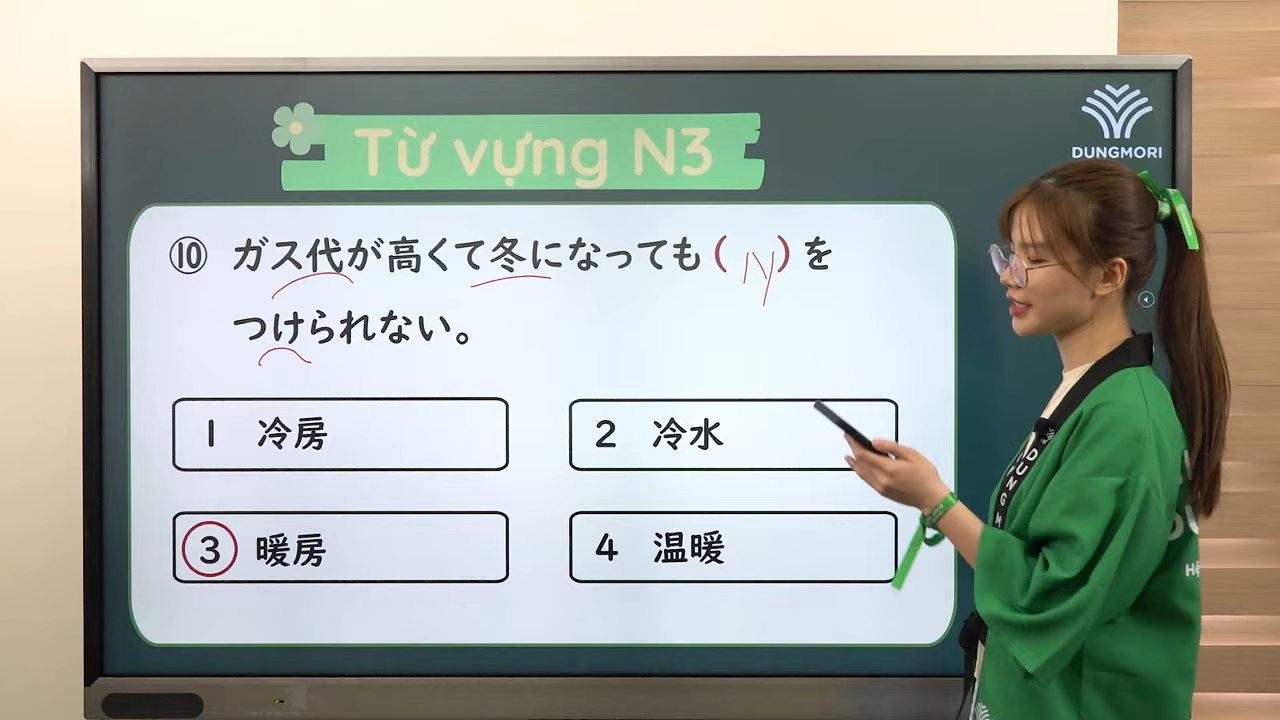 Từ vựng N3
DUNGMORI
⑩ ガス代が高くて冬になっても( N )を
つけられない。
1 冷房
2 冷水
3 暖房
4 温暖